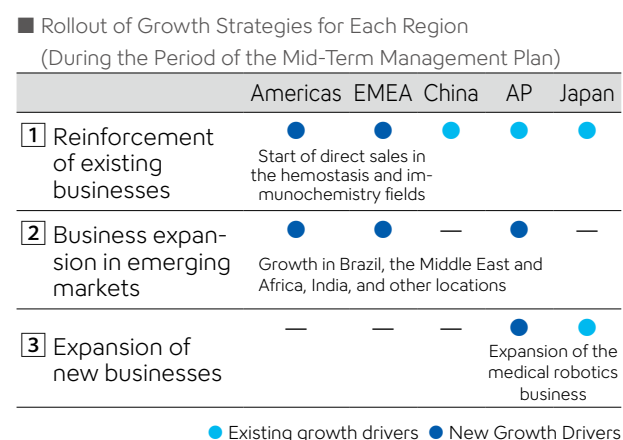 ■ Rollout of Growth Strategies for Each Region
(During the Period of the Mid-Term Management Plan)
Americas EMEA China AP Japan
1 Reinforcement
of existing
businesses
● ● ● ● ●
Start of direct sales in
the hemostasis and im-
munochemistry fields
2 Business expan-
sion in emerging
markets
● ● — ● —
Growth in Brazil, the Middle East and
Africa, India, and other locations
3 Expansion of
new businesses
— — — ● ●
Expansion of the
medical robotics
business
● Existing growth drivers ● New Growth Drivers